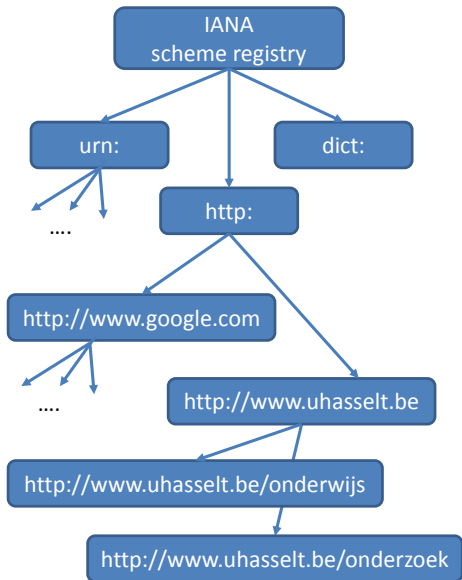 IANA
scheme registry
urn:
dict:
....
http:
http://www.google.com
....
http://www.uhasselt.be
http://www.uhasselt.be/onderwijs
http://www.uhasselt.be/onderzoek